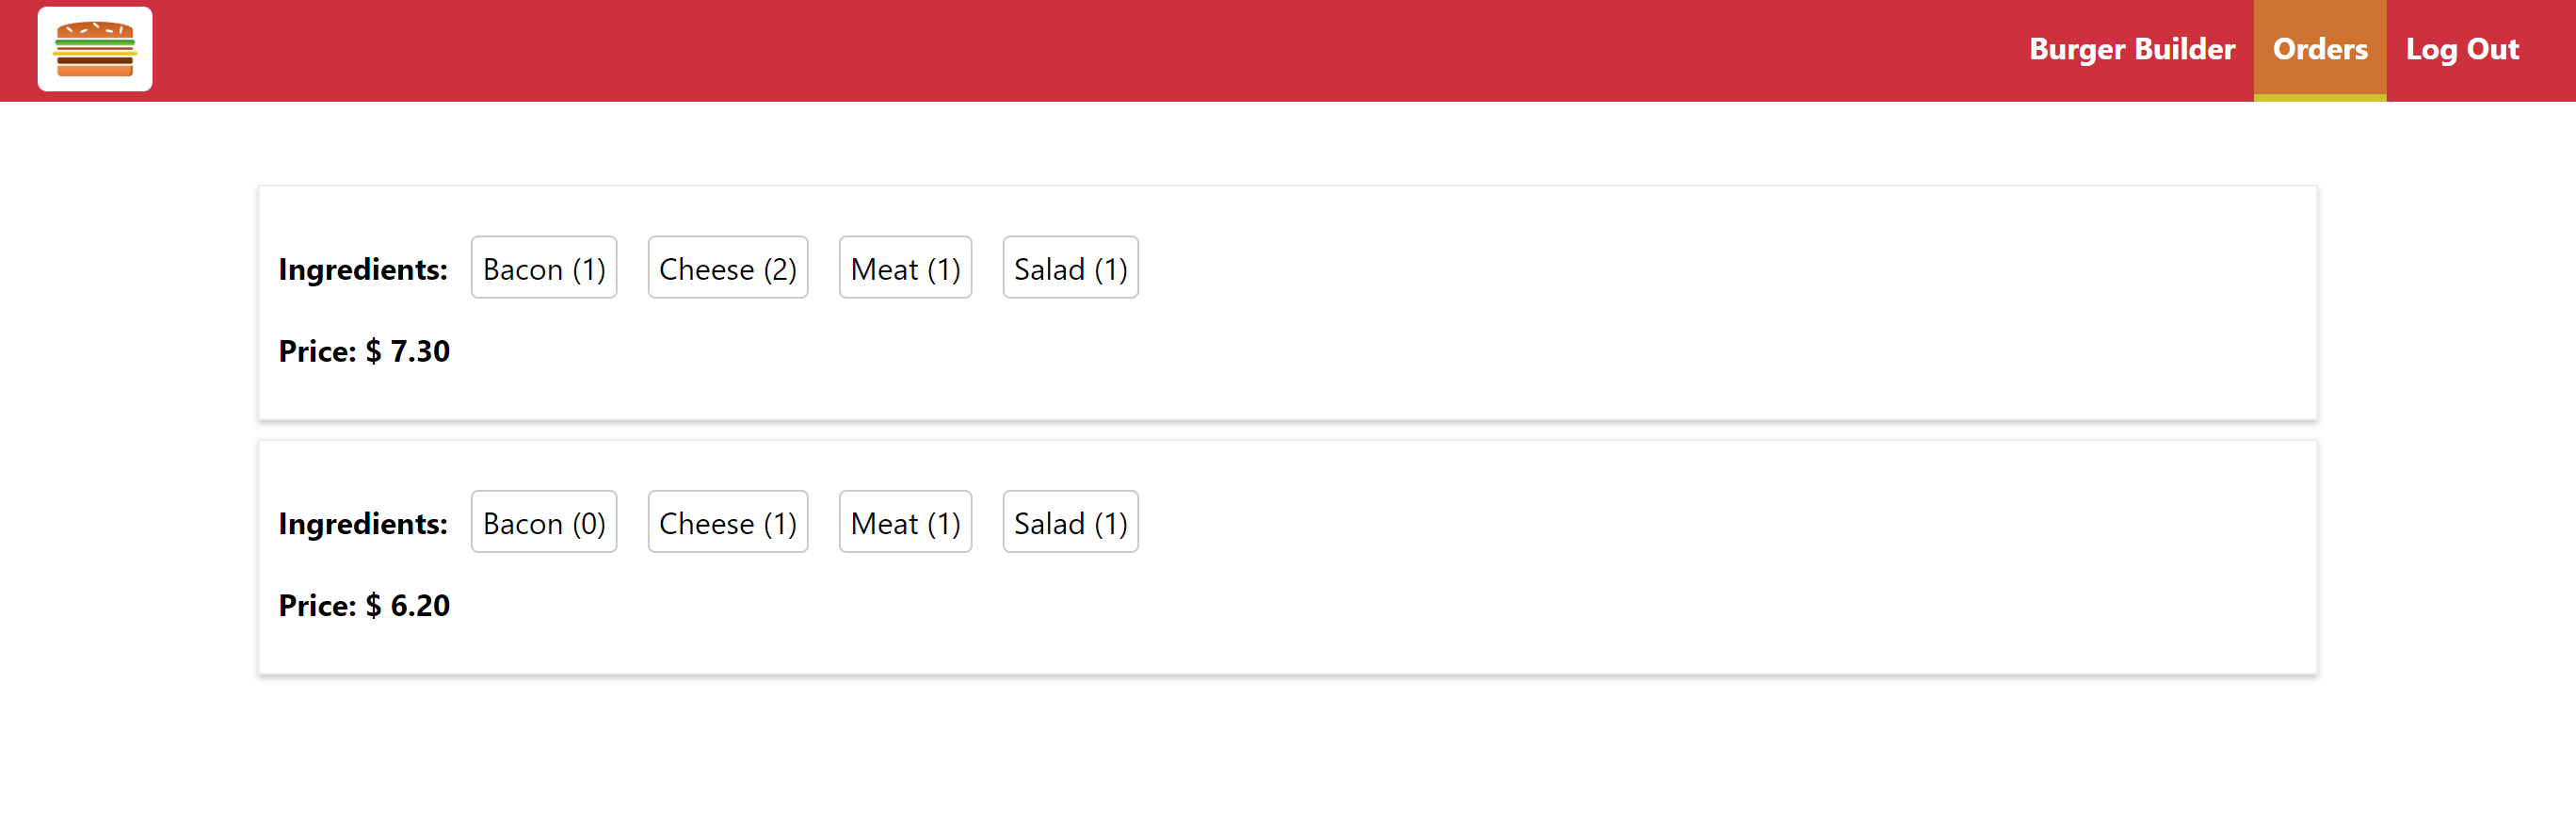 Burger Builder Orders Log Out
Ingredients: Bacon (1) Cheese (2) Meat (1) Salad (1)
Price: $ 7.30
Ingredients: Bacon (0) Cheese (1) Meat (1) Salad (1)
Price: $ 6.20